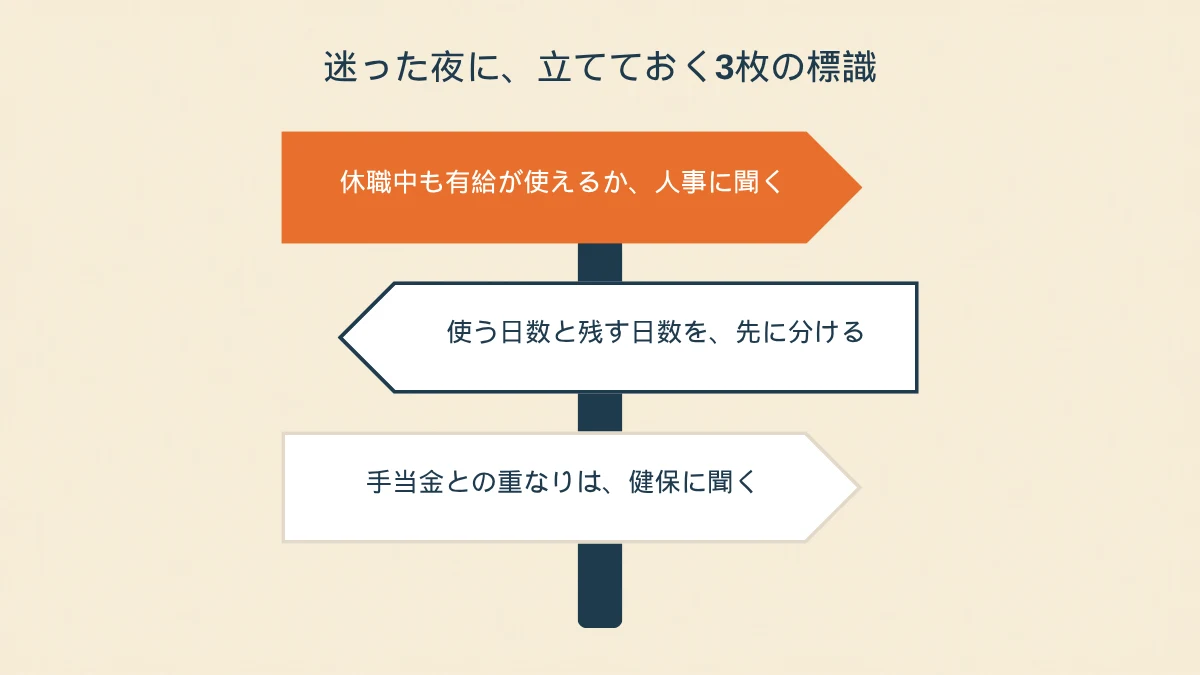 迷った夜に、立てておく3枚の標識
休職中も有給が使えるか、人事に聞く
使う日数と残す日数を、先に分ける
手当金との重なりは、健保に聞く